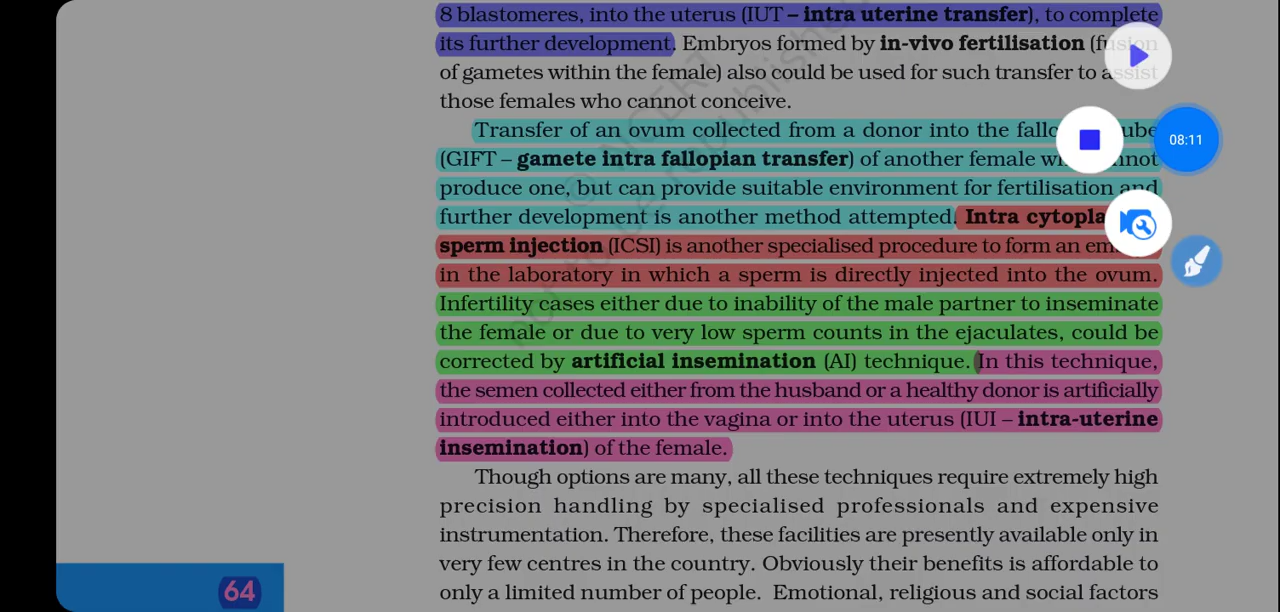 8 blastomeres, into the uterus (IUT – intra uterine transfer), to complete
its further development. Embryos formed by in-vivo fertilisation (fusion
of gametes within the female) also could be used for such transfer to assist
those females who cannot conceive.
Transfer of an ovum collected from a donor into the fallo ube
(GIFT – gamete intra fallopian transfer) of another female wh nnot
produce one, but can provide suitable environment for fertilisation and
further development is another method attempted. Intra cytopla
sperm injection (ICSI) is another specialised procedure to form an em
in the laboratory in which a sperm is directly injected into the ovum.
Infertility cases either due to inability of the male partner to inseminate
the female or due to very low sperm counts in the ejaculates, could be
corrected by artificial insemination (AI) technique. In this technique,
the semen collected either from the husband or a healthy donor is artificially
introduced either into the vagina or into the uterus (IUI – intra-uterine
insemination) of the female.
Though options are many, all these techniques require extremely high
precision handling by specialised professionals and expensive
instrumentation. Therefore, these facilities are presently available only in
very few centres in the country. Obviously their benefits is affordable to
only a limited number of people. Emotional, religious and social factors
64
08:11
© NCERT
not to be republished